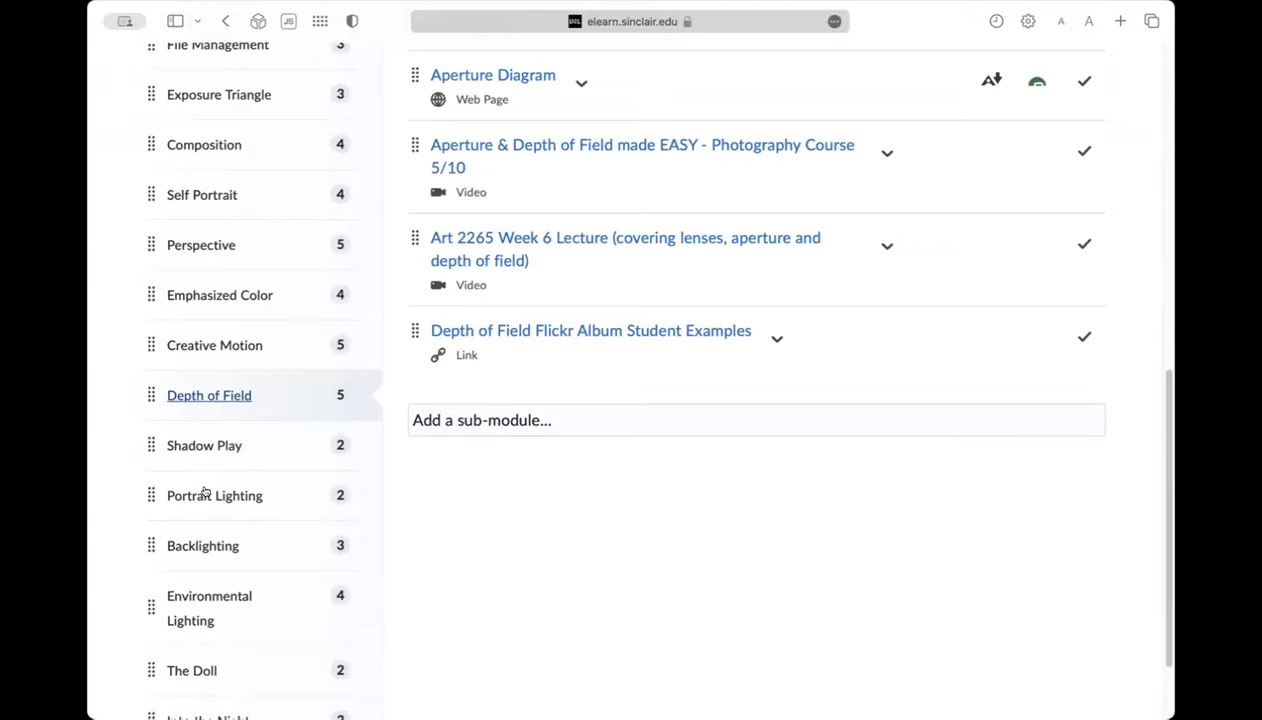 elearn.sinclair.edu
JS
A
A
File Management 3
Exposure Triangle 3
Composition 4
Self Portrait 4
Perspective 5
Emphasized Color 4
Creative Motion 5
Depth of Field 5
Shadow Play 2
Portrait Lighting 2
Backlighting 3
Environmental 4
Lighting
The Doll 2
Into the Night
Aperture Diagram
Web Page
Aperture & Depth of Field made EASY - Photography Course
5/10
Video
Art 2265 Week 6 Lecture (covering lenses, aperture and
depth of field)
Video
Depth of Field Flickr Album Student Examples
Link
Add a sub-module...